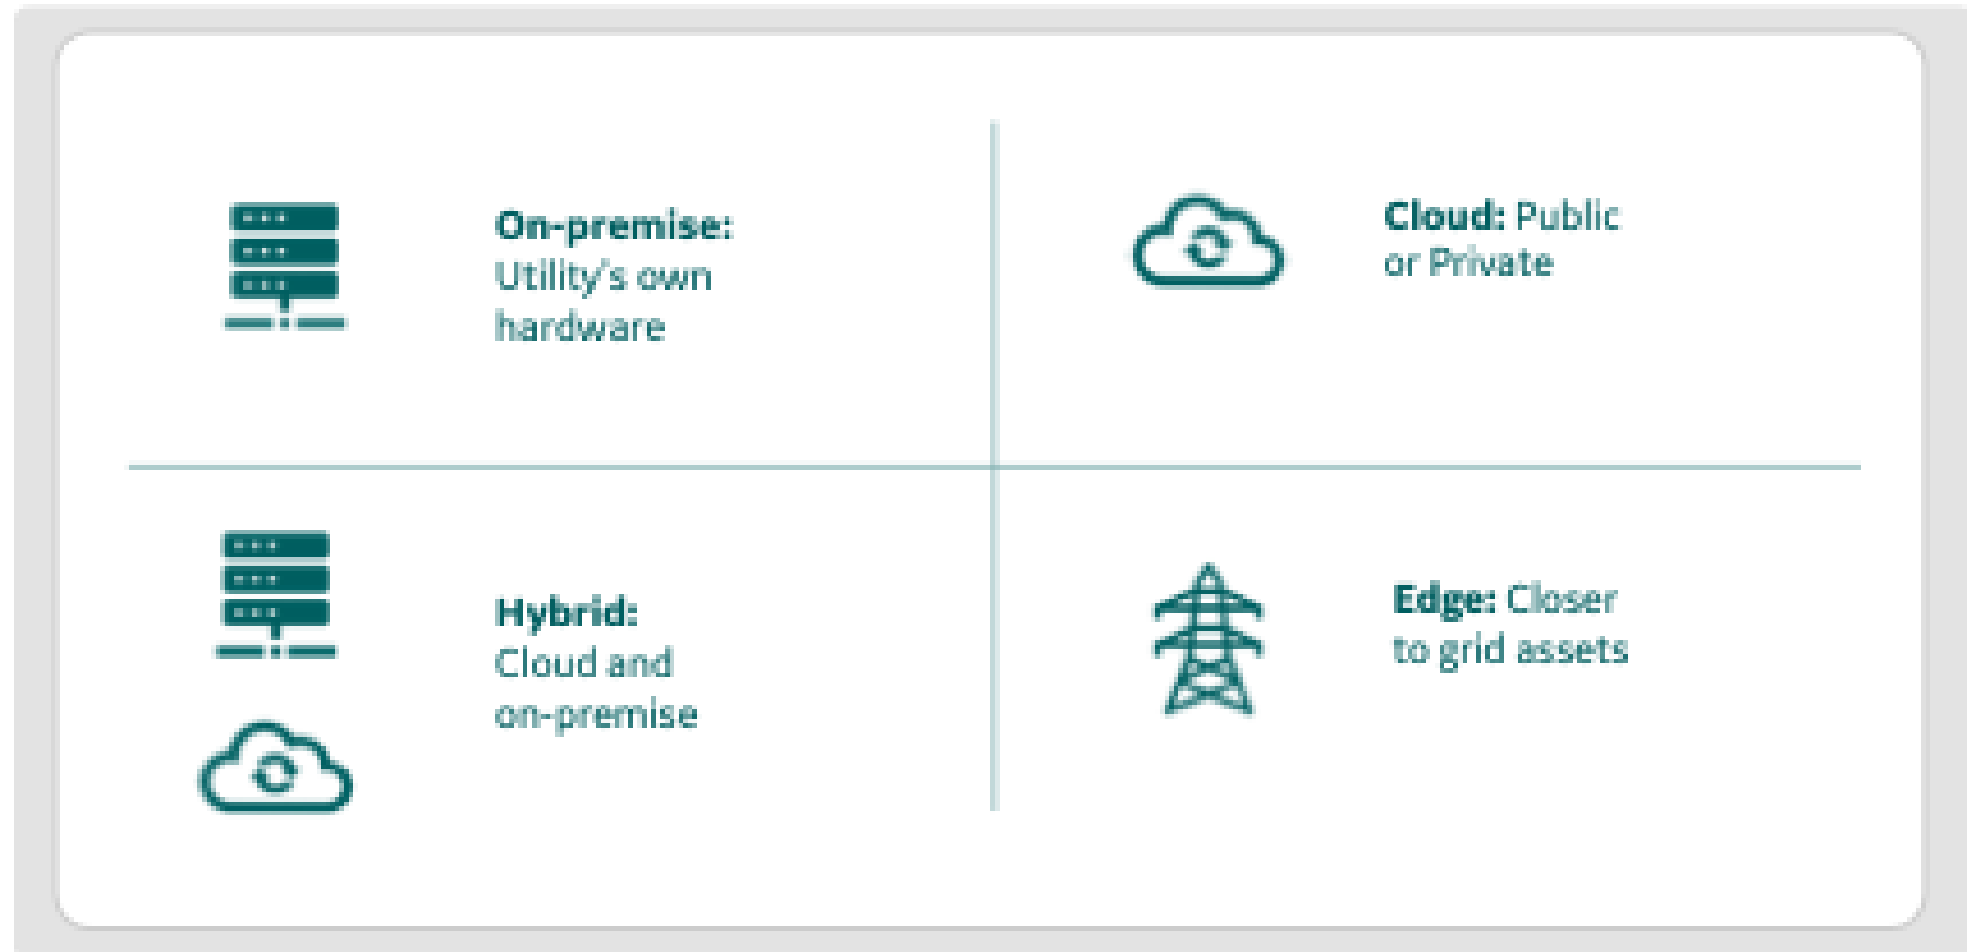 On-premise:
Utility's own
hardware
Cloud: Public
or Private
Hybrid:
Cloud and
on-premise
Edge: Closer
to grid assets